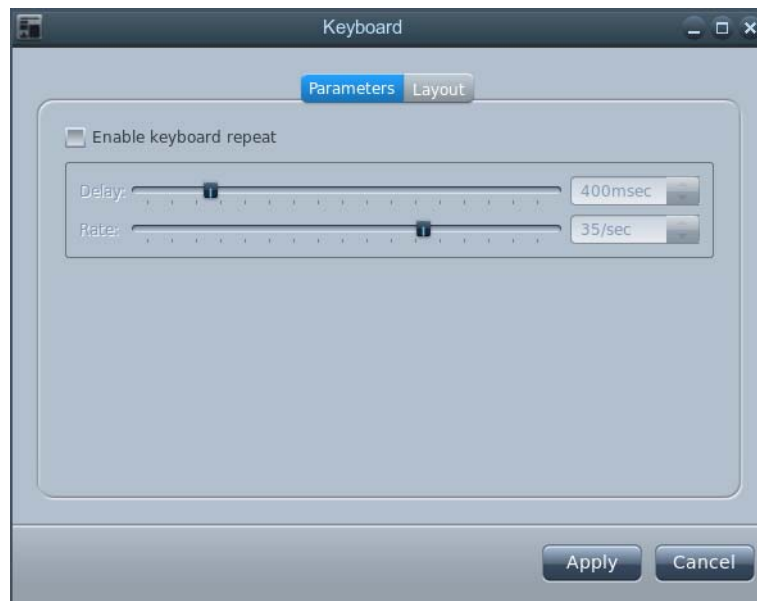 Keyboard
Parameters Layout
Enable keyboard repeat
Delay: 400msec
Rate: 35/sec
Apply Cancel